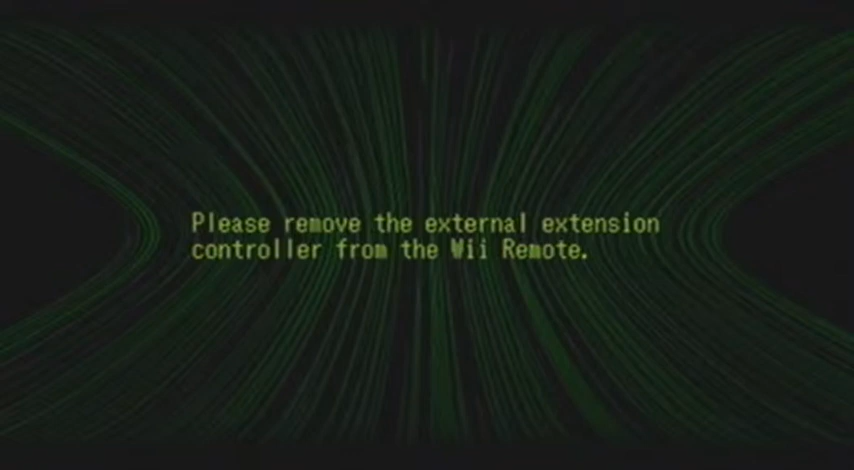 Please remove the external extension
controller from the Wii Remote.